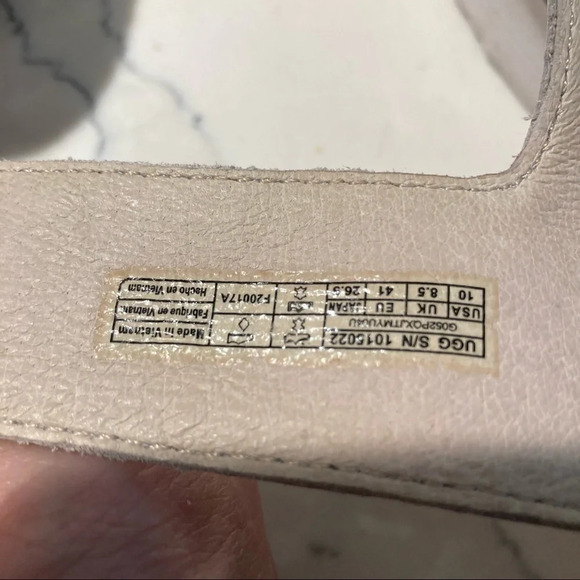 UGG S/N 1015022
G052PQXJTMYU04U
USA UK EU JAPAN
10 8.5 41 26.5
F20017A
Made in Vietnam
Fabriqué en Vietnam
Hecho en Vietnam